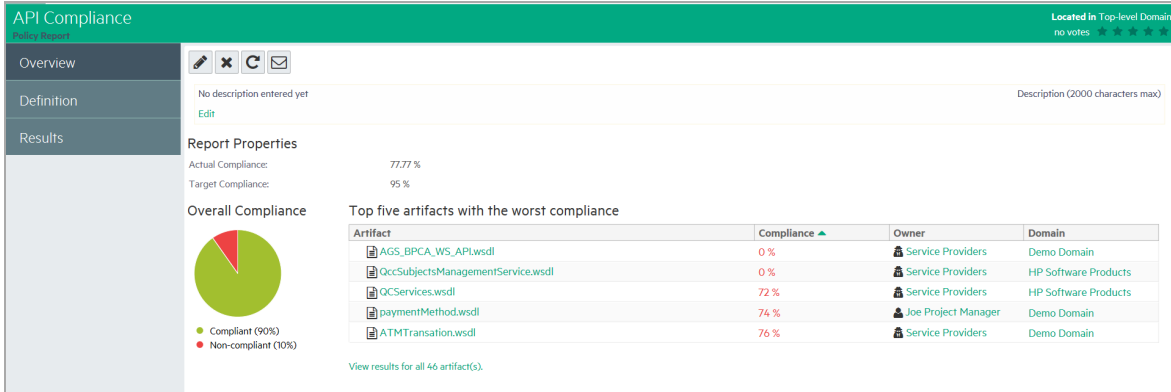 API Compliance
Policy Report
Located in Top-level Domain
no votes
Overview
Definition
Results
No description entered yet
Description (2000 characters max)
Edit
Report Properties
Actual Compliance: 77.77 %
Target Compliance: 95 %
Overall Compliance
Compliant (90%)
Non-compliant (10%)
Top five artifacts with the worst compliance
Artifact Compliance Owner Domain
AGS_BPCA_WS_API.wsdl 0 % Service Providers Demo Domain
QccSubjectsManagementService.wsdl 0 % Service Providers HP Software Products
QCServices.wsdl 72 % Service Providers HP Software Products
paymentMethod.wsdl 74 % Joe Project Manager Demo Domain
ATMTransation.wsdl 76 % Service Providers Demo Domain
View results for all 46 artifact(s).